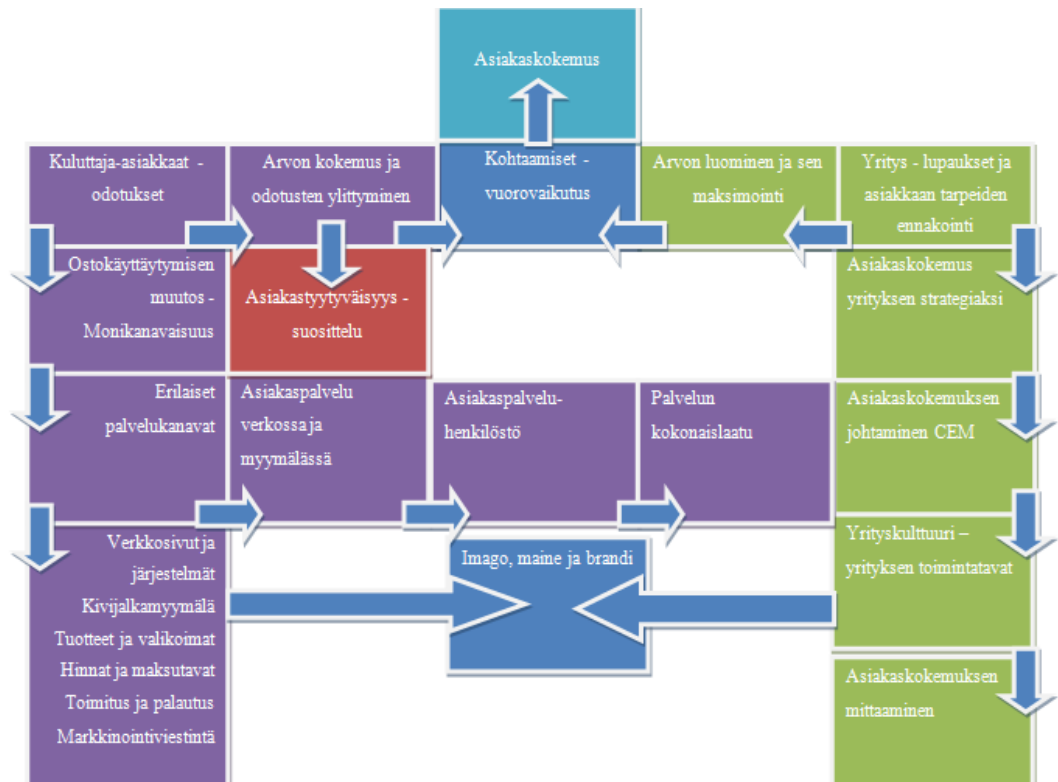 Asiakaskokemus
Kuluttaja-asiakkaat -
odotukset
Arvon kokemus ja
odotusten ylittyminen
Kohtaamiset -
vuorovaikutus
Arvon luominen ja sen
maksimointi
Yritys - lupaukset ja
asiakkaan tarpeiden
ennakointi
Ostokäyttäytymisen
muutos -
Monikanavaisuus
Asiakastyytyväisyys -
suosittelu
Asiakaskokemus
yrityksen strategiaksi
Erilaiset
palvelukanavat
Asiakaspalvelu
verkossa ja
myymälässä
Asiakaspalvelu-
henkilöstö
Palvelun
kokonaislaatu
Asiakaskokemuksen
johtaminen CEM
Verkkosivut ja
järjestelmät
Kivijalkamyymälä
Tuotteet ja valikoimat
Hinnat ja maksutavat
Toimitus ja palautus
Markkinointiviestintä
Imago, maine ja brandi
Yrityskulttuuri –
yrityksen toimintatavat
Asiakaskokemuksen
mittaaminen